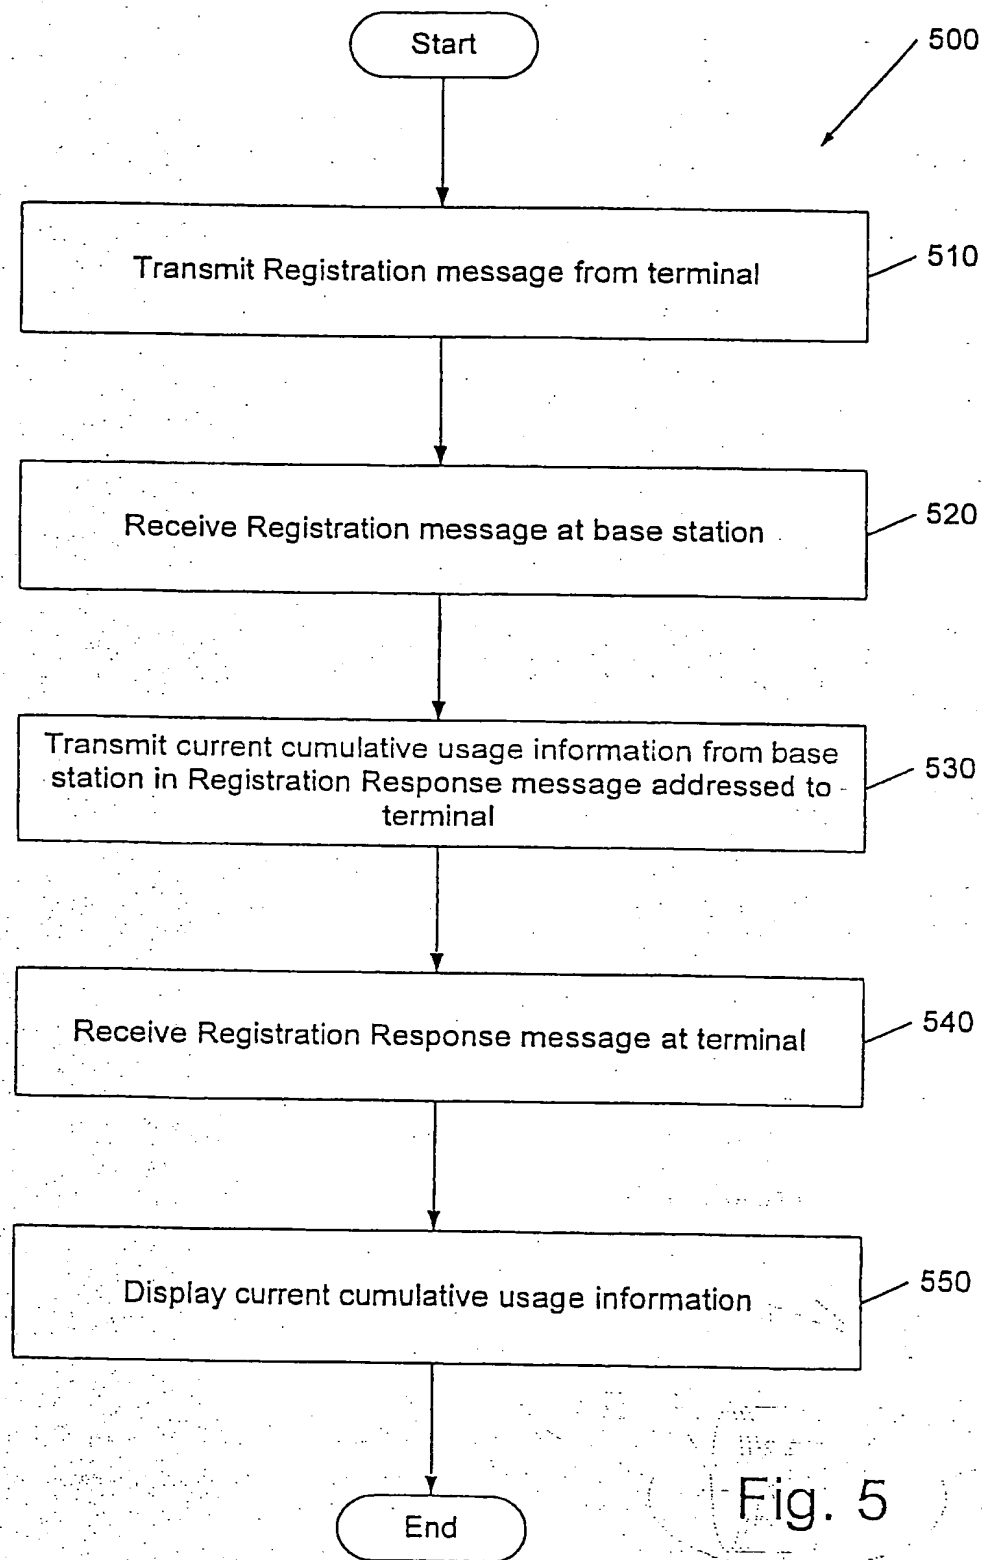 Start
500
Transmit Registration message from terminal
510
Receive Registration message at base station
520
Transmit current cumulative usage information from base
station in Registration Response message addressed to
terminal
530
Receive Registration Response message at terminal
540
Display current cumulative usage information
550
End
Fig. 5